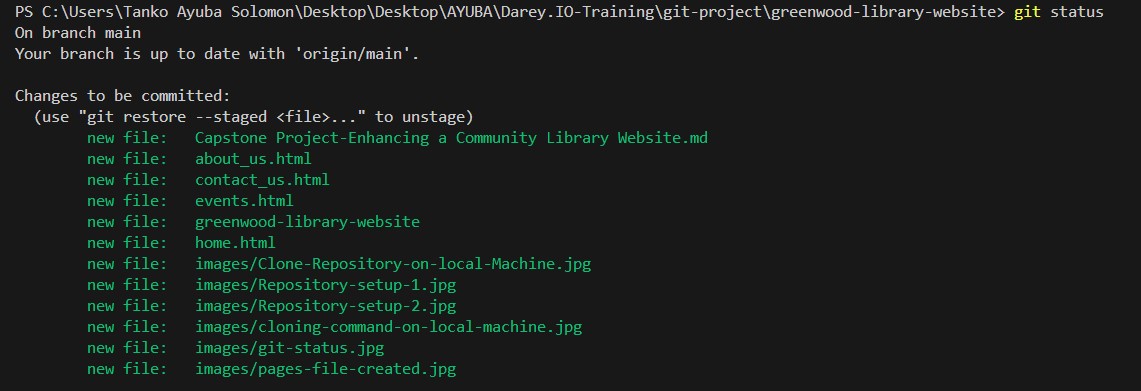 PS C:\Users\Tanko Ayuba Solomon\Desktop\Desktop\AYUBA\Darey.IO-Training\git-project\greenwood-library-website> git status
On branch main
Your branch is up to date with 'origin/main'.

Changes to be committed:
  (use "git restore --staged <file>..." to unstage)
        new file:   Capstone Project-Enhancing a Community Library Website.md
        new file:   about_us.html
        new file:   contact_us.html
        new file:   events.html
        new file:   greenwood-library-website
        new file:   home.html
        new file:   images/Clone-Repository-on-local-Machine.jpg
        new file:   images/Repository-setup-1.jpg
        new file:   images/Repository-setup-2.jpg
        new file:   images/cloning-command-on-local-machine.jpg
        new file:   images/git-status.jpg
        new file:   images/pages-file-created.jpg